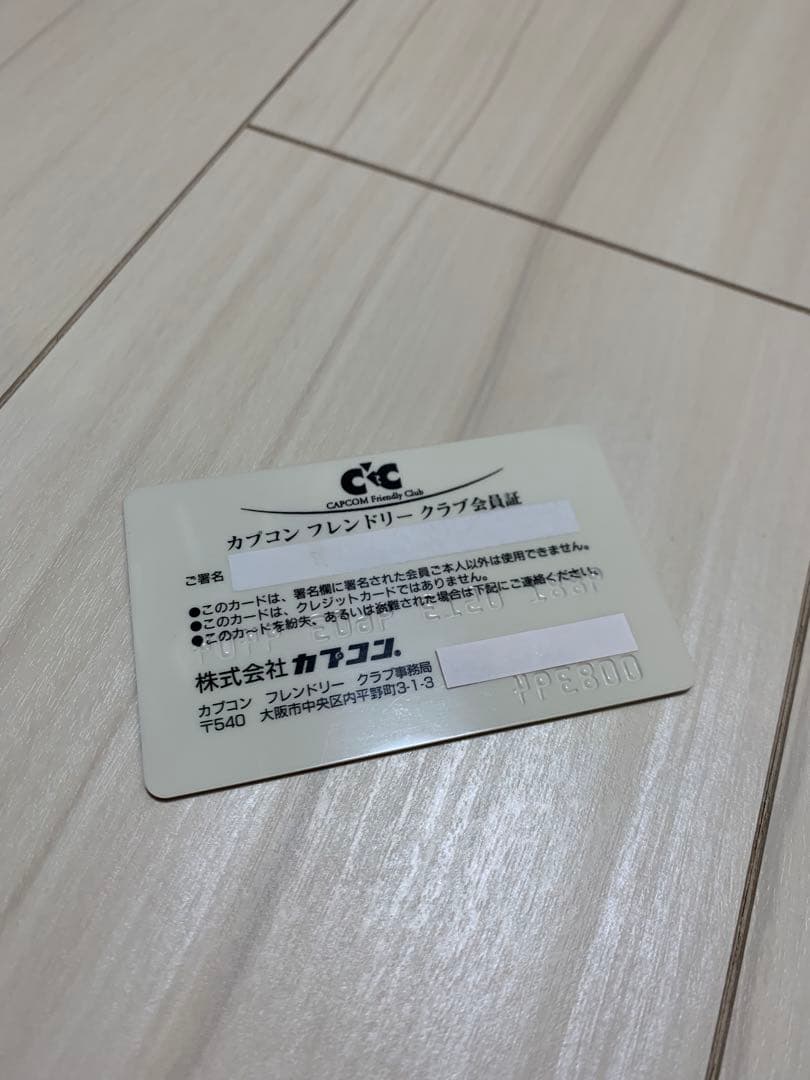 CFC
CAPCOM Friendly Club
カプコン フレンドリー クラブ会員証
ご署名
●このカードは、署名欄に署名された会員ご本人以外は使用できません。
●このカードは、クレジットカードではありません。
●このカードを紛失、あるいは盗難された場合は下記にご連絡ください。
株式会社 カプコン®
カプコン フレンドリー クラブ事務局
〒540 大阪市中央区内平野町3-1-3